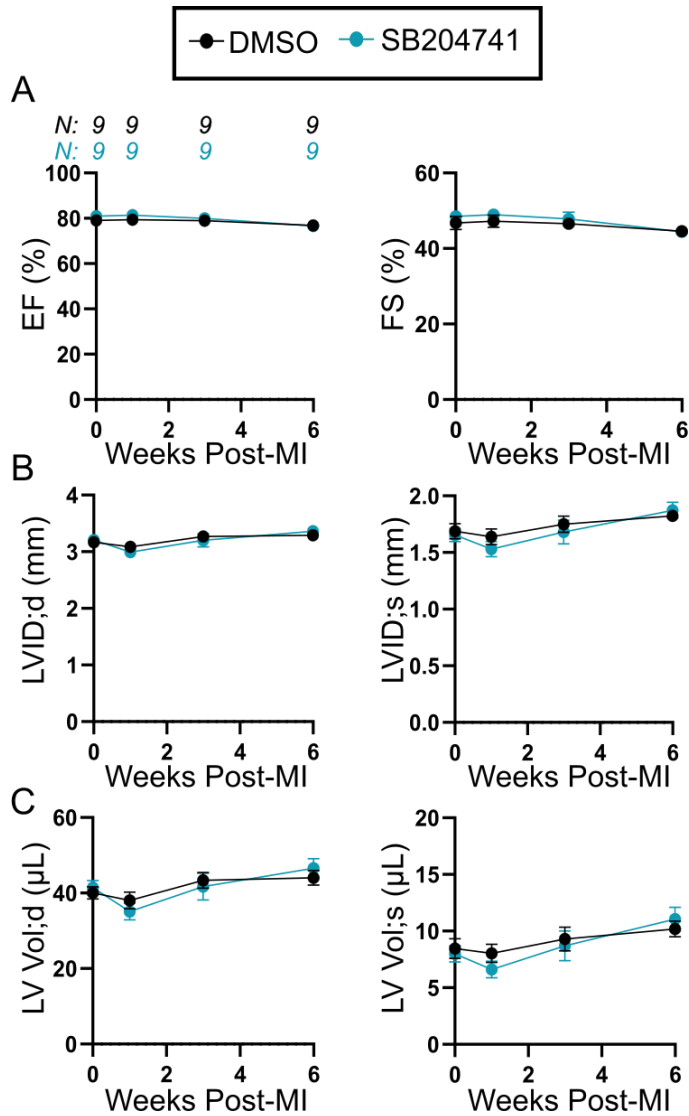 DMSO SB204741
A
N: 9 9 9 9
N: 9 9 9 9
EF (%)
100
80
60
40
20
0
0 2 4 6
Weeks Post-MI
FS (%)
60
40
20
0
0 2 4 6
Weeks Post-MI
B
LVID;d (mm)
4
3
2
1
0
0 2 4 6
Weeks Post-MI
LVID;s (mm)
2.0
1.5
1.0
0.5
0.0
0 2 4 6
Weeks Post-MI
C
LV Vol;d (µL)
60
40
20
0
0 2 4 6
Weeks Post-MI
LV Vol;s (µL)
20
15
10
5
0
0 2 4 6
Weeks Post-MI